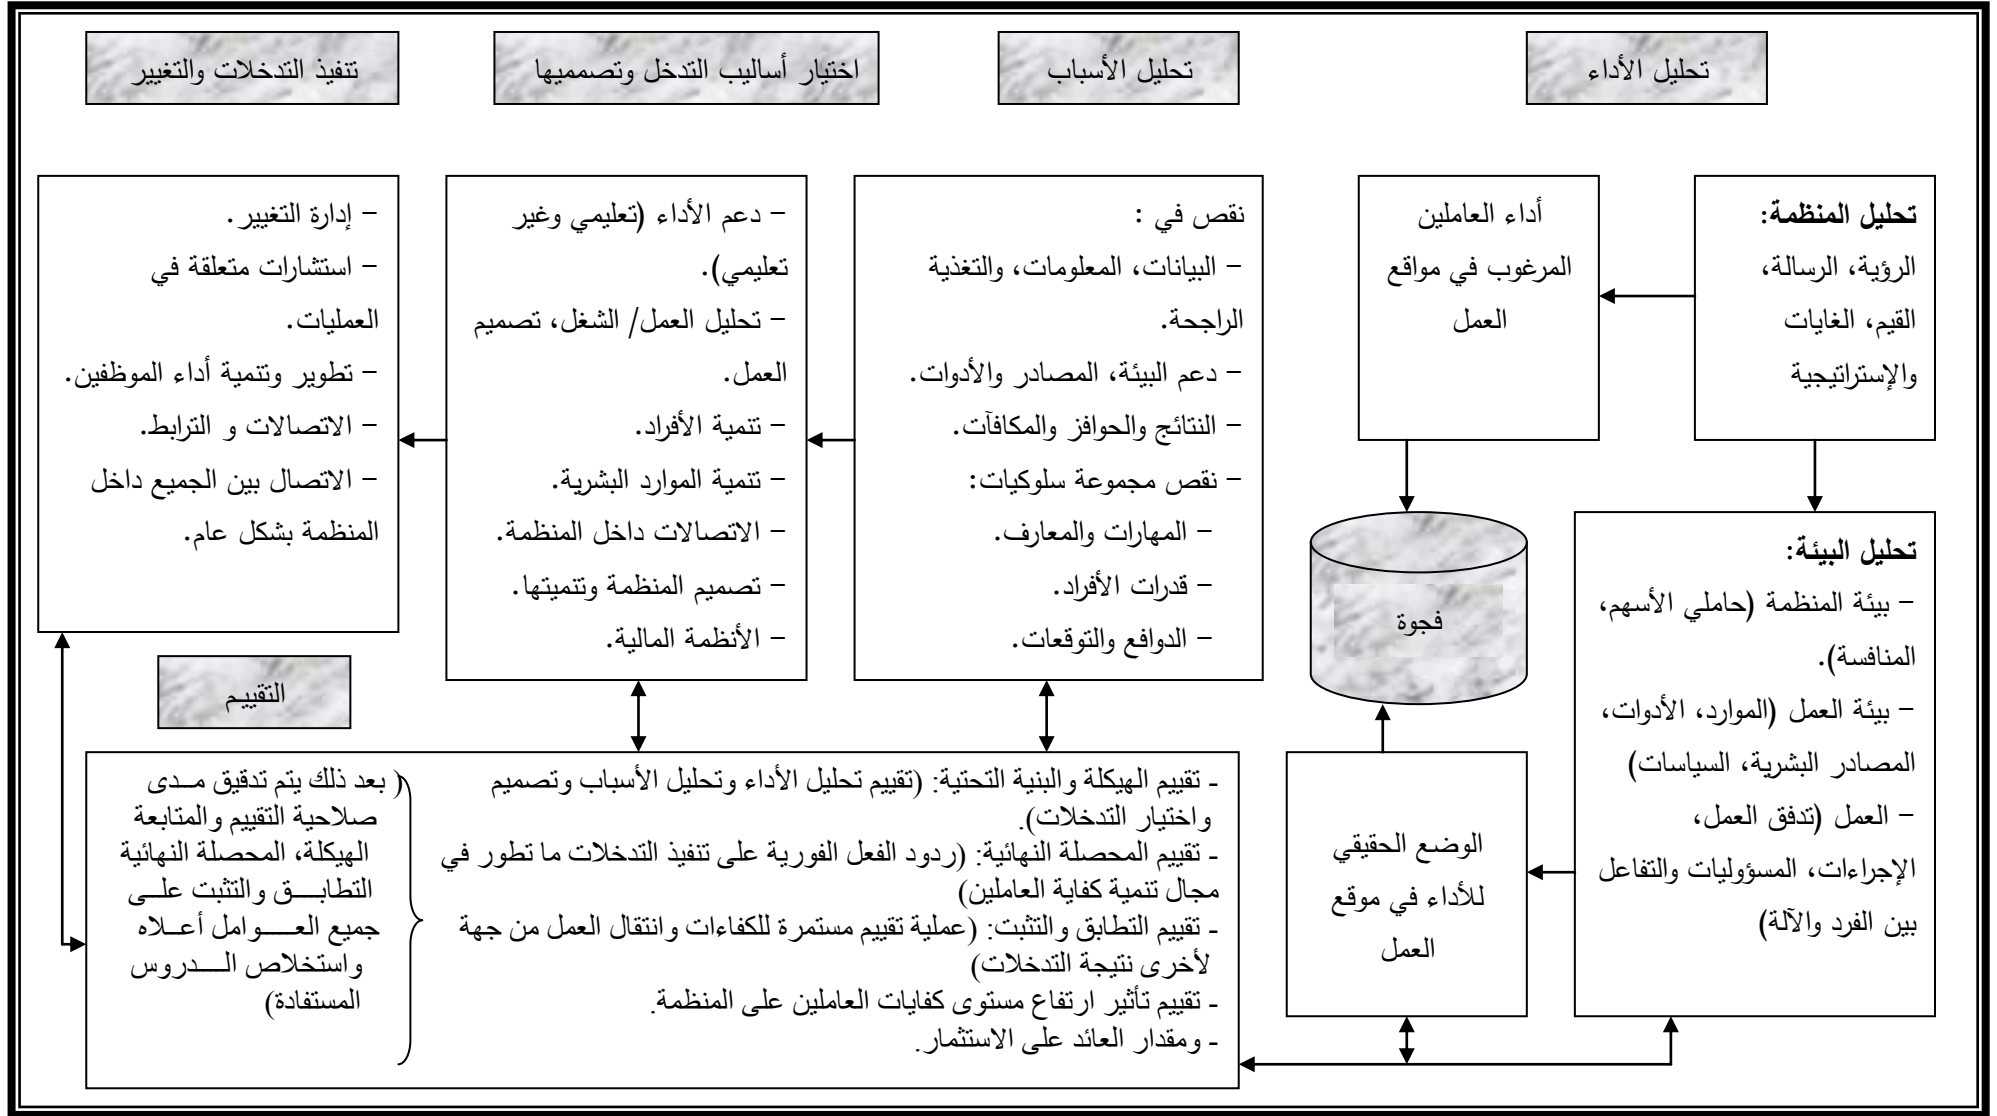 تحليل الأداء
تحليل الأسباب
اختيار أساليب التدخل وتصمميها
تنفيذ التدخلات والتغيير
تحليل المنظمة:
الرؤية، الرسالة،
القيم، الغايات
والإستراتيجية
أداء العاملين
المرغوب في مواقع
العمل
نقص في :
- البيانات، المعلومات، والتغذية
الراجحة.
- دعم البيئة، المصادر والأدوات.
- النتائج والحوافز والمكافآت.
- نقص مجموعة سلوكيات:
- المهارات والمعارف.
- قدرات الأفراد.
- الدوافع والتوقعات.
- دعم الأداء (تعليمي وغير
تعليمي).
- تحليل العمل/ الشغل، تصميم
العمل.
- تنمية الأفراد.
- تنمية الموارد البشرية.
- الاتصالات داخل المنظمة.
- تصميم المنظمة وتنميتها.
- الأنظمة المالية.
- إدارة التغيير.
- استشارات متعلقة في
العمليات.
- تطوير وتنمية أداء الموظفين.
- الاتصالات و الترابط.
- الاتصال بين الجميع داخل
المنظمة بشكل عام.
تحليل البيئة:
- بيئة المنظمة (حاملي الأسهم،
المنافسة).
- بيئة العمل (الموارد، الأدوات،
المصادر البشرية، السياسات)
- العمل (تدفق العمل،
الإجراءات، المسؤوليات والتفاعل
بين الفرد والآلة)
فجوة
الوضع الحقيقي
للأداء في موقع
العمل
التقييم
- تقييم الهيكلة والبنية التحتية: (تقييم تحليل الأداء وتحليل الأسباب وتصميم
واختيار التدخلات).
- تقييم المحصلة النهائية: (ردود الفعل الفورية على تنفيذ التدخلات ما تطور في
مجال تنمية كفاية العاملين)
- تقييم التطابق والتثبت: (عملية تقييم مستمرة للكفاءات وانتقال العمل من جهة
لأخرى نتيجة التدخلات)
- تقييم تأثير ارتفاع مستوى كفايات العاملين على المنظمة.
- ومقدار العائد على الاستثمار.
( بعد ذلك يتم تدقيق مــدى
صلاحية التقييم والمتابعة
الهيكلة، المحصلة النهائية
التطابــــق والتثبت علــى
جميع العــــوامل أعــلاه
واستخلاص الــــدروس
المستفادة)